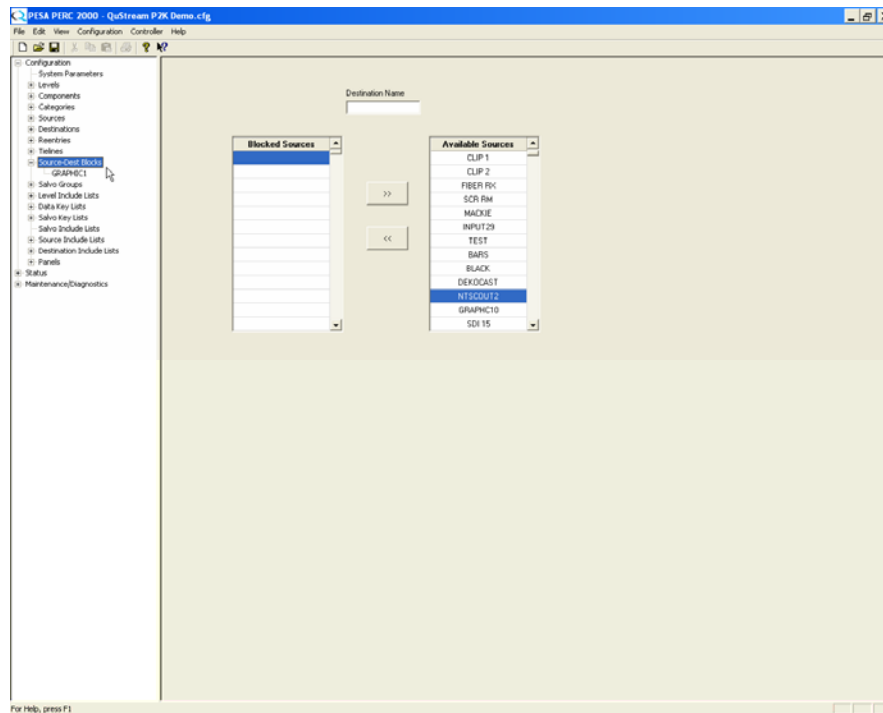 PESA PERC 2000 - QuStream P2K Demo.cfg
File Edit View Configuration Controller Help
Configuration
System Parameters
Levels
Components
Categories
Sources
Destinations
Reentries
Tielines
Source-Dest Blocks
GRAPHIC1
Salvo Groups
Level Include Lists
Data Key Lists
Salvo Key Lists
Salvo Include Lists
Source Include Lists
Destination Include Lists
Panels
Status
Maintenance/Diagnostics
Destination Name
Blocked Sources
>>
<<
Available Sources
CLIP 1
CLIP 2
FIBER RX
SCR RM
MACKIE
INPUT29
TEST
BARS
BLACK
DEKOCAST
NTSCOUT2
GRAPHC10
SDI 15
For Help, press F1